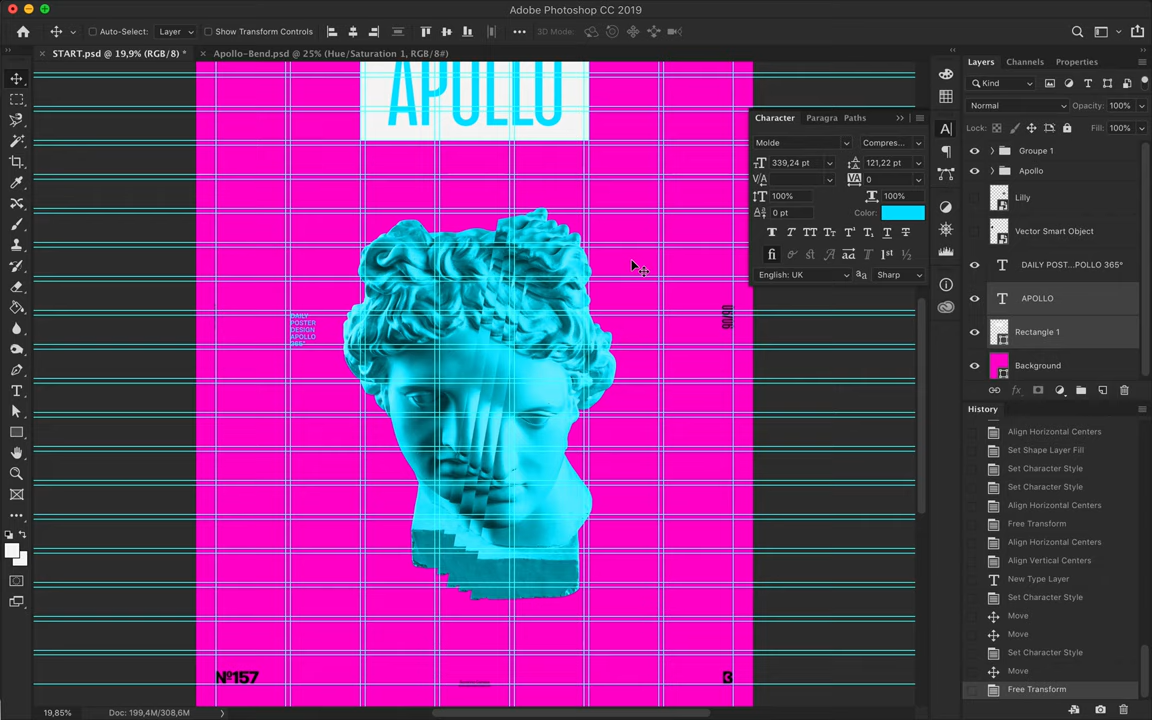 Adobe Photoshop CC 2019
Auto-Select:
Layer
Show Transform Controls
3D Mode:
START.psd @ 19,9% (RGB/8) *
Apollo-Bend.psd @ 25% (Hue/Saturation 1, RGB/8#)
APOLLO
DAILY
POSTER
DESIGN
APOLLO
365°
Nº157
Character
Paragra
Paths
Molde
Compres...
339,24 pt
121,22 pt
0
100%
100%
0 pt
Color:
English: UK
Sharp
Layers
Channels
Properties
Kind
Normal
Opacity: 100%
Lock:
Fill: 100%
Groupe 1
Apollo
Lilly
Vector Smart Object
DAILY POST...POLLO 365°
APOLLO
Rectangle 1
Background
History
Align Horizontal Centers
Set Shape Layer Fill
Set Character Style
Set Character Style
Align Horizontal Centers
Free Transform
Align Horizontal Centers
Align Vertical Centers
New Type Layer
Set Character Style
Move
Move
Set Character Style
Move
Free Transform
19,85%
Doc: 199,4M/308,6M